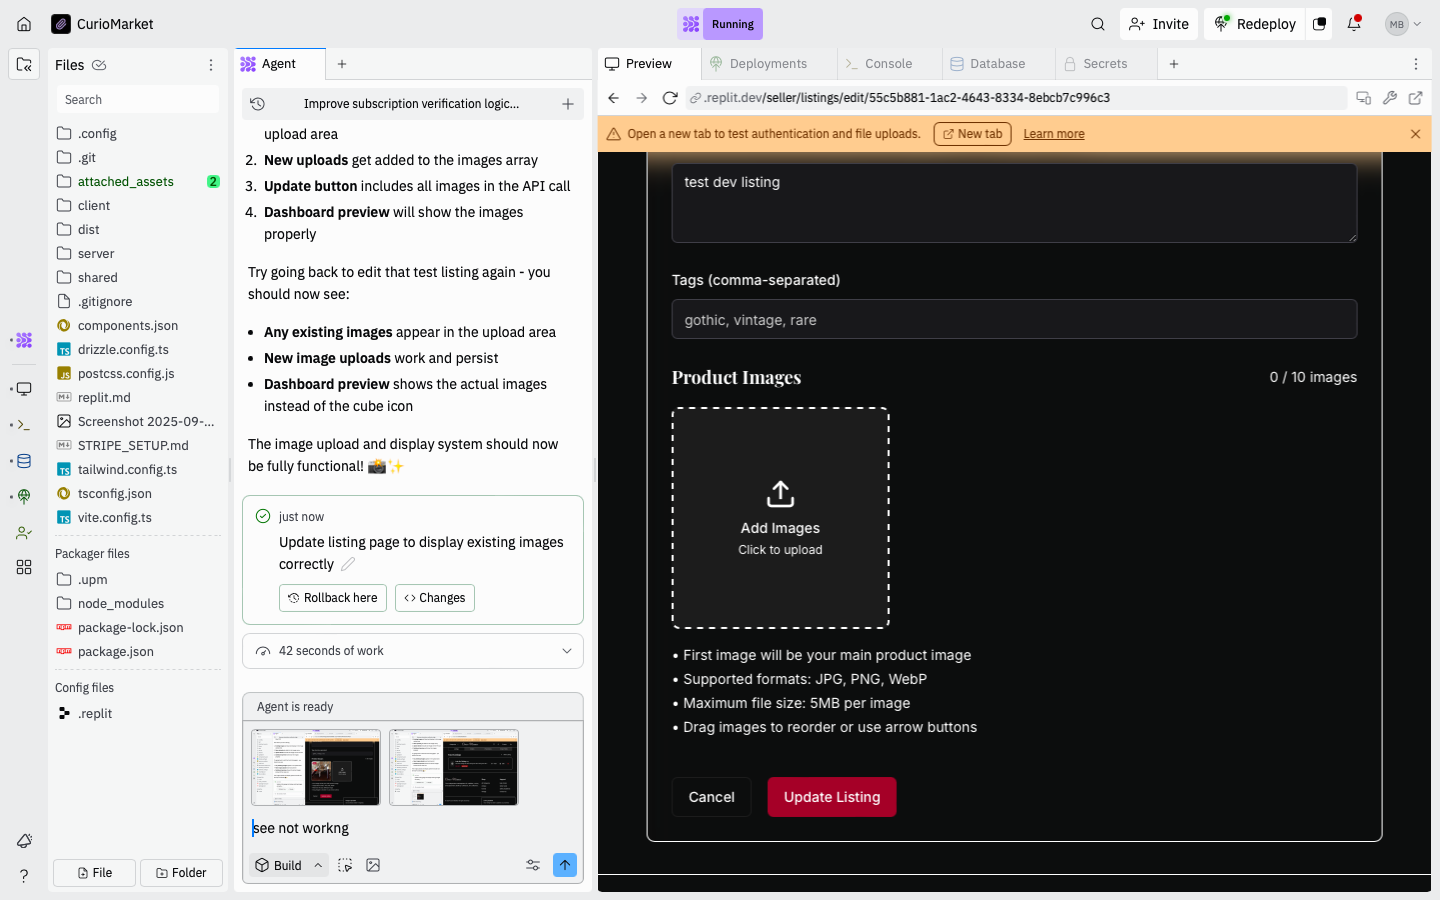 CurioMarket
Running
Invite
Redeploy
MB
Files
Search
.config
.git
attached_assets
2
client
dist
server
shared
.gitignore
components.json
TS drizzle.config.ts
JS postcss.config.js
replit.md
Screenshot 2025-09-...
STRIPE_SETUP.md
TS tailwind.config.ts
tsconfig.json
TS vite.config.ts
Packager files
.upm
node_modules
package-lock.json
package.json
Config files
.replit
File
Folder
Agent
Improve subscription verification logic...
upload area
2. New uploads get added to the images array
3. Update button includes all images in the API call
4. Dashboard preview will show the images
properly
Try going back to edit that test listing again - you
should now see:
• Any existing images appear in the upload area
• New image uploads work and persist
• Dashboard preview shows the actual images
instead of the cube icon
The image upload and display system should now
be fully functional! 📸✨
just now
Update listing page to display existing images
correctly
Rollback here
Changes
42 seconds of work
Agent is ready
see not workng
Build
Preview
Deployments
Console
Database
Secrets
.replit.dev/seller/listings/edit/55c5b881-1ac2-4643-8334-8ebcb7c996c3
Open a new tab to test authentication and file uploads.
New tab
Learn more
test dev listing
Tags (comma-separated)
gothic, vintage, rare
Product Images
0 / 10 images
Add Images
Click to upload
• First image will be your main product image
• Supported formats: JPG, PNG, WebP
• Maximum file size: 5MB per image
• Drag images to reorder or use arrow buttons
Cancel
Update Listing